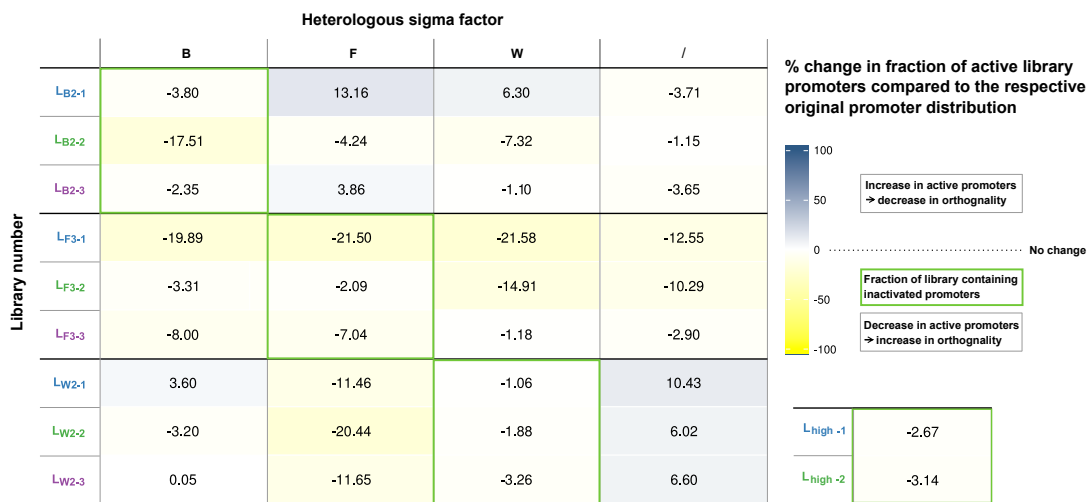 Heterologous sigma factor
B F W /
Library number
LB2-1 -3.80 13.16 6.30 -3.71
LB2-2 -17.51 -4.24 -7.32 -1.15
LB2-3 -2.35 3.86 -1.10 -3.65
LF3-1 -19.89 -21.50 -21.58 -12.55
LF3-2 -3.31 -2.09 -14.91 -10.29
LF3-3 -8.00 -7.04 -1.18 -2.90
LW2-1 3.60 -11.46 -1.06 10.43
LW2-2 -3.20 -20.44 -1.88 6.02
LW2-3 0.05 -11.65 -3.26 6.60
% change in fraction of active library
promoters compared to the respective
original promoter distribution
100
50
0
-50
-100
Increase in active promoters
→ decrease in orthognality
No change
Fraction of library containing
inactivated promoters
Decrease in active promoters
→ increase in orthognality
Lhigh -1 -2.67
Lhigh -2 -3.14